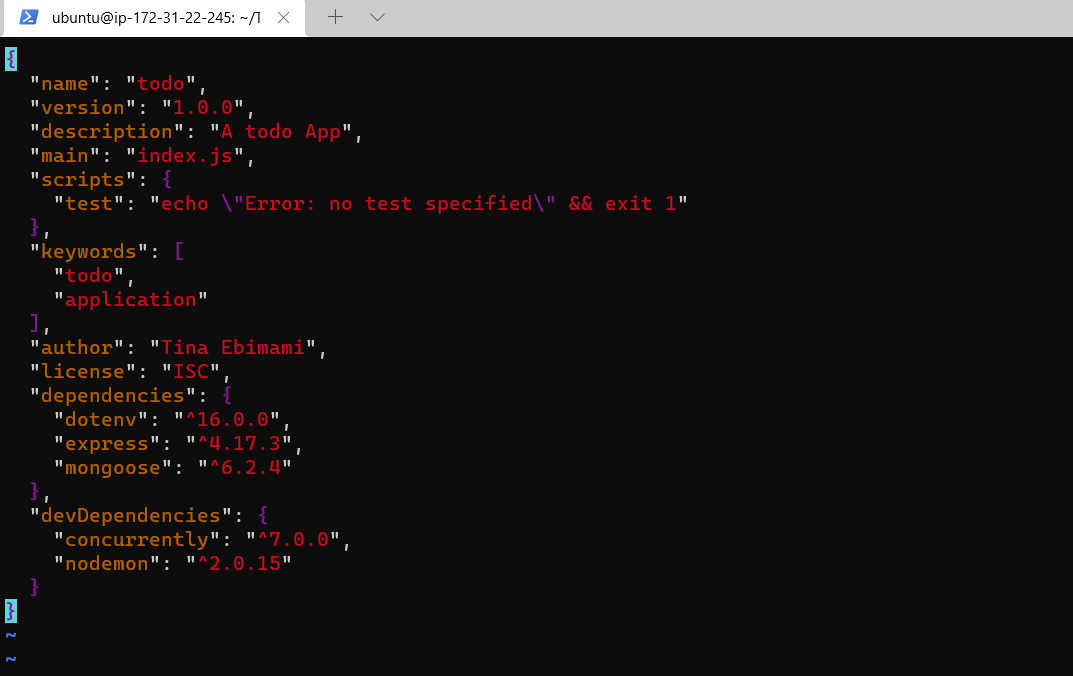 ubuntu@ip-172-31-22-245: ~/T
{
  "name": "todo",
  "version": "1.0.0",
  "description": "A todo App",
  "main": "index.js",
  "scripts": {
    "test": "echo \"Error: no test specified\" && exit 1"
  },
  "keywords": [
    "todo",
    "application"
  ],
  "author": "Tina Ebimami",
  "license": "ISC",
  "dependencies": {
    "dotenv": "^16.0.0",
    "express": "^4.17.3",
    "mongoose": "^6.2.4"
  },
  "devDependencies": {
    "concurrently": "^7.0.0",
    "nodemon": "^2.0.15"
  }
}
~
~